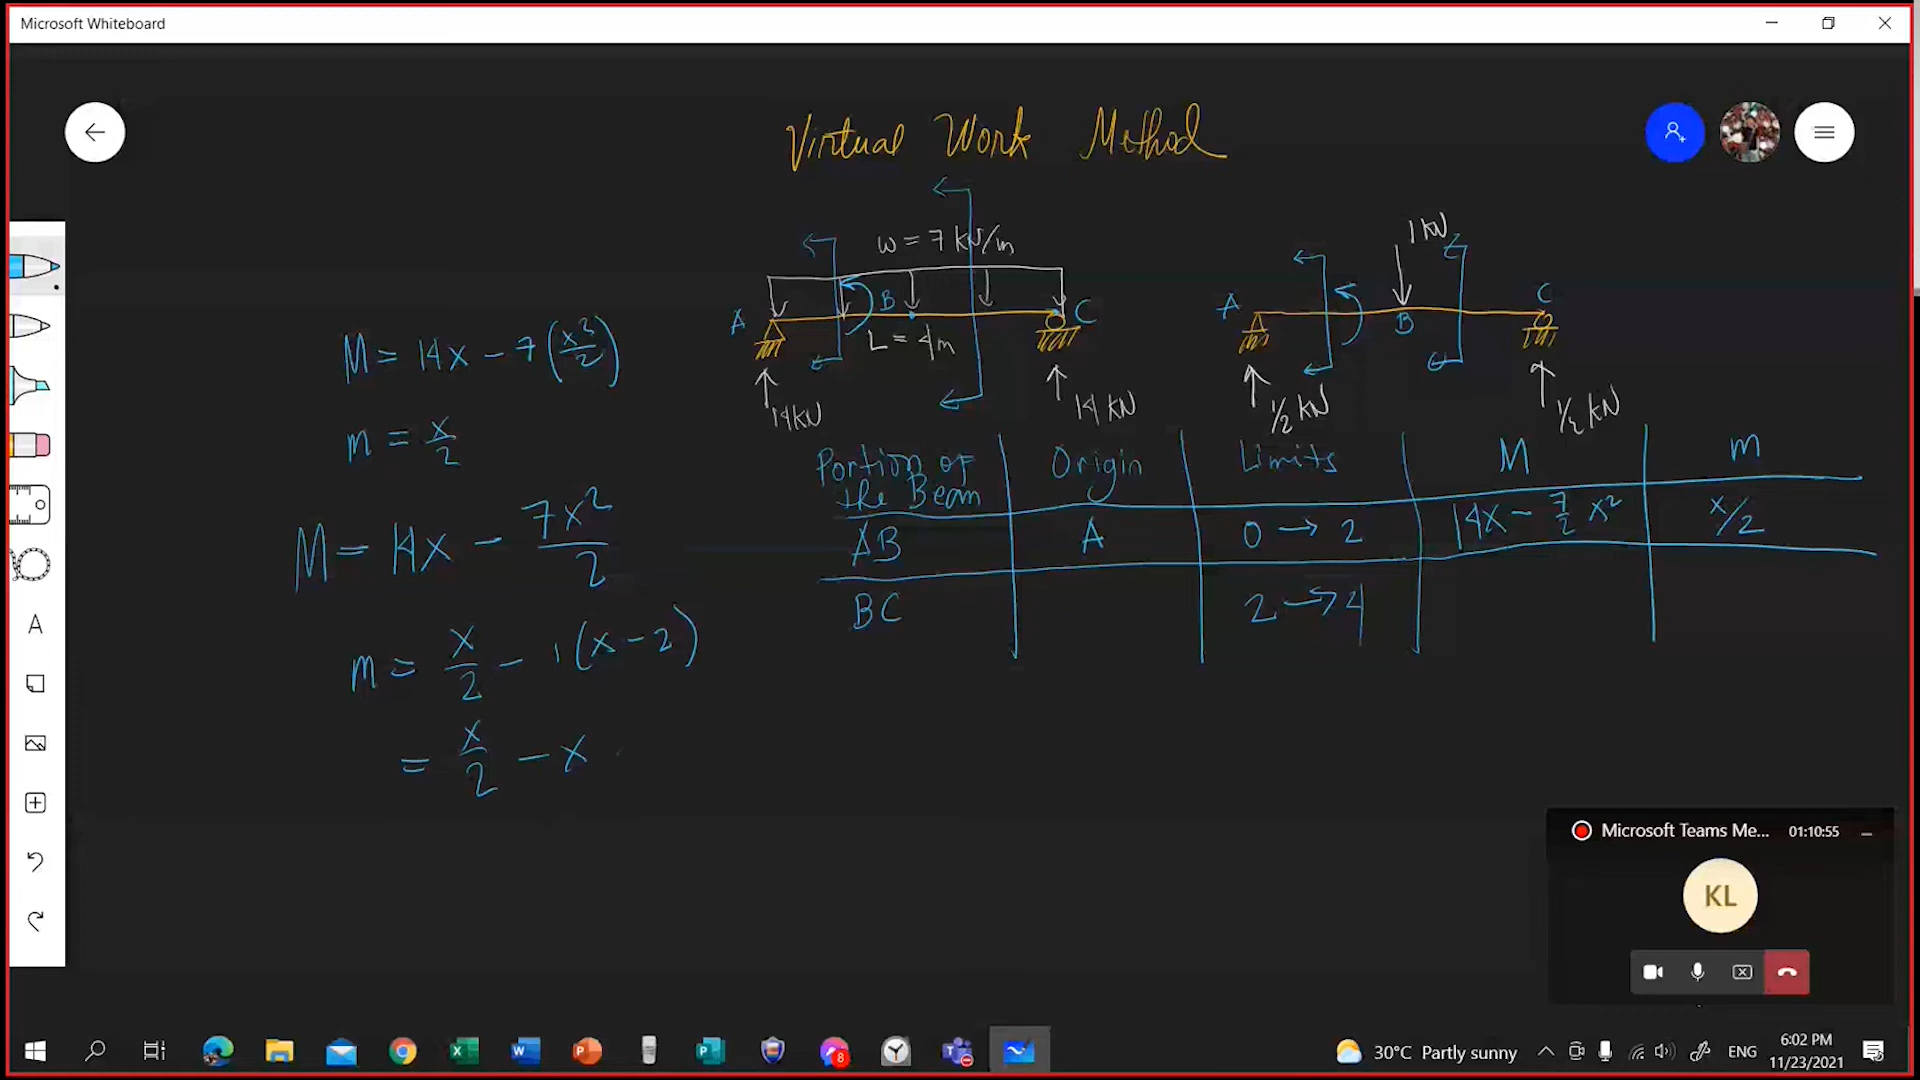 Microsoft Whiteboard
Virtual Work Method
w = 7 kN/m
1 kN
A B C
L = 4m
A B C
14KN
14 KN
1/2 KN
1/2 KN
M = 14x - 7(x²/2)
m = x/2
M = 14x - 7x²/2
m = x/2 - 1(x-2)
= x/2 - x
Portion of the Beam Origin Limits M m
AB A 0 → 2 14x - 7/2 x² x/2
BC 2 → 4
A
Microsoft Teams Me... 01:10:55
KL
8
30°C Partly sunny
ENG
6:02 PM
11/23/2021